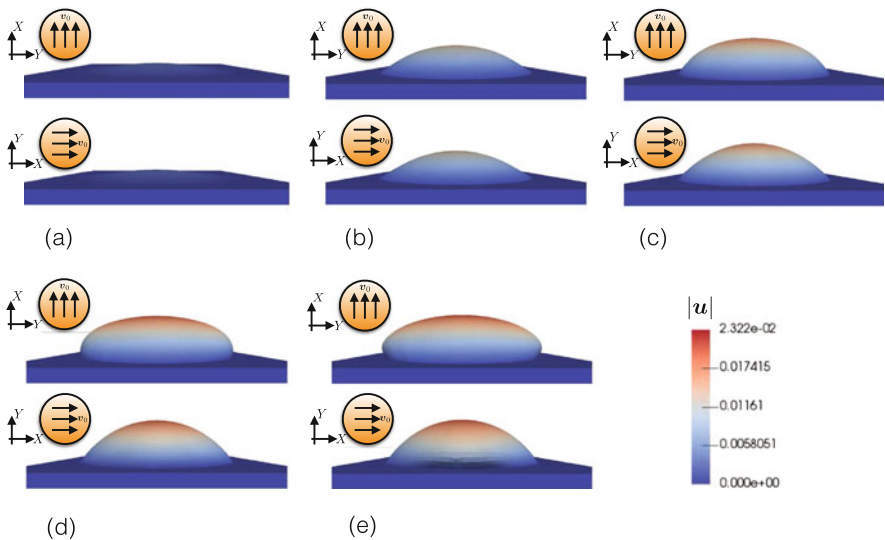 X v₀ Y
X v₀ Y
X v₀ Y
Y v₀ X
Y v₀ X
Y v₀ X
(a) (b) (c)
X v₀ Y
X v₀ Y
|u|
2.322e-02
0.017415
0.01161
0.0058051
0.000e+00
Y v₀ X
Y v₀ X
(d) (e)